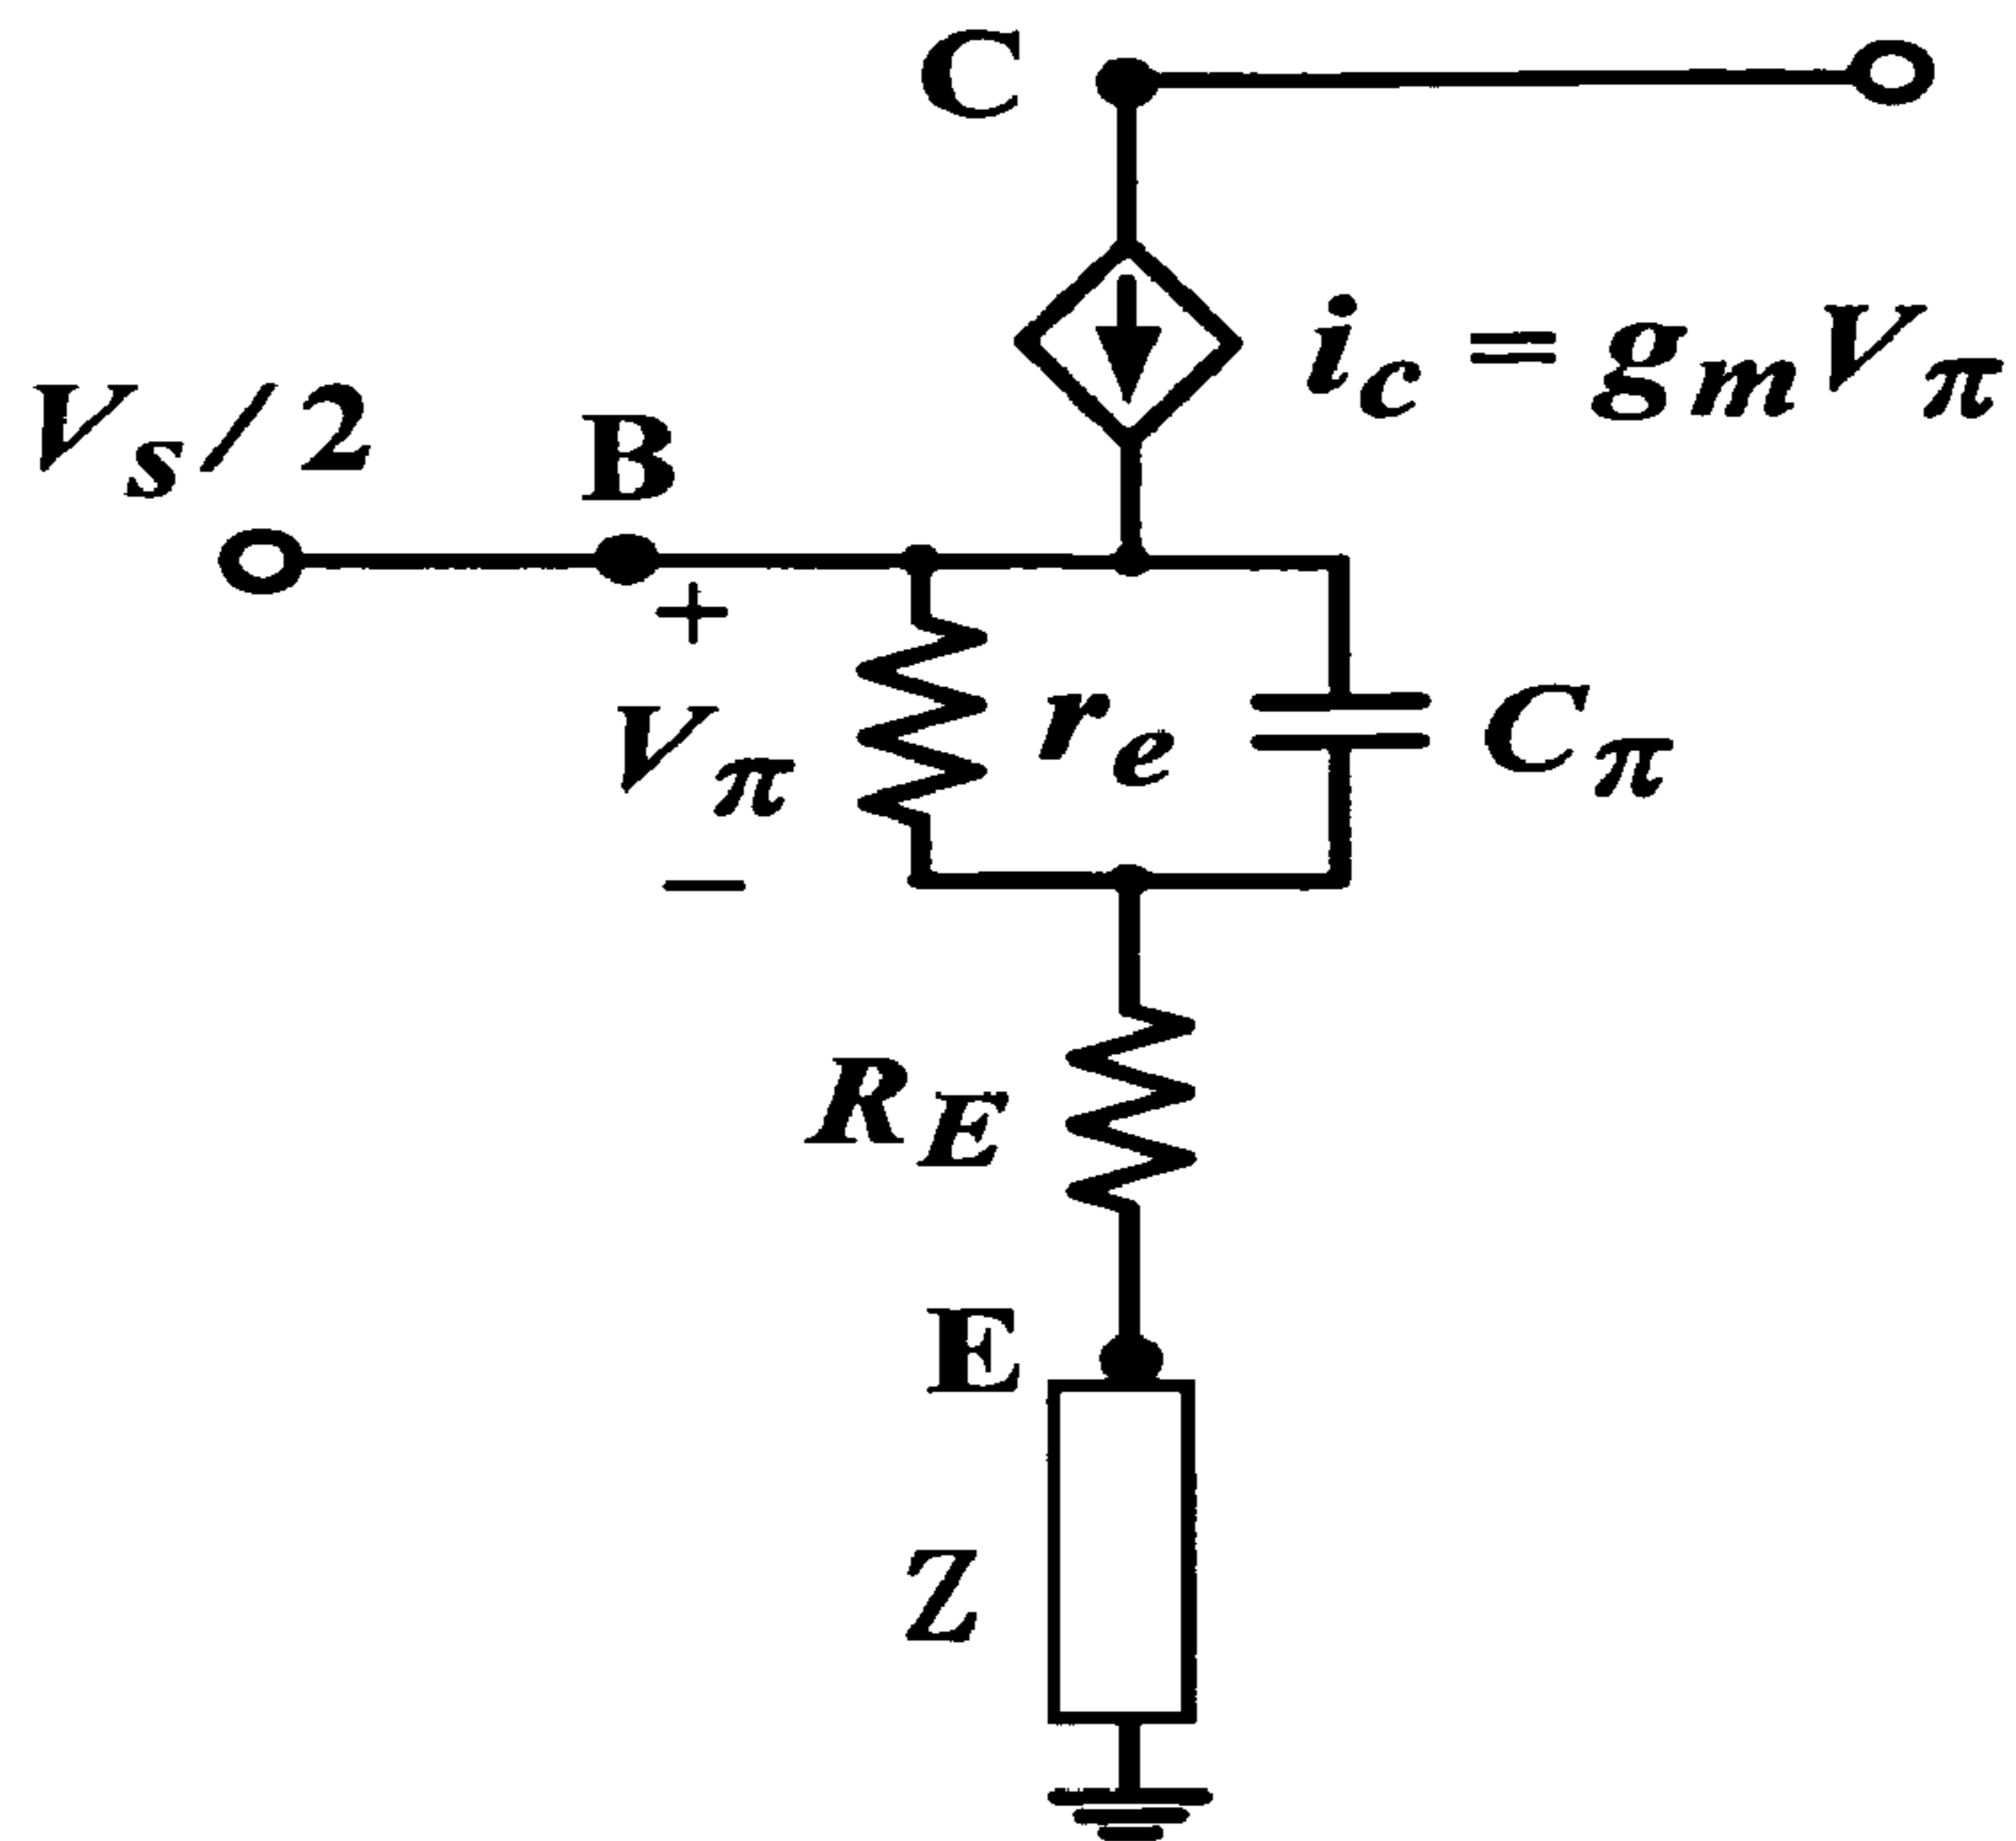 C
i_c = g_m V_π
V_s/2
B
+
V_π
−
r_e
C_π
R_E
E
Z